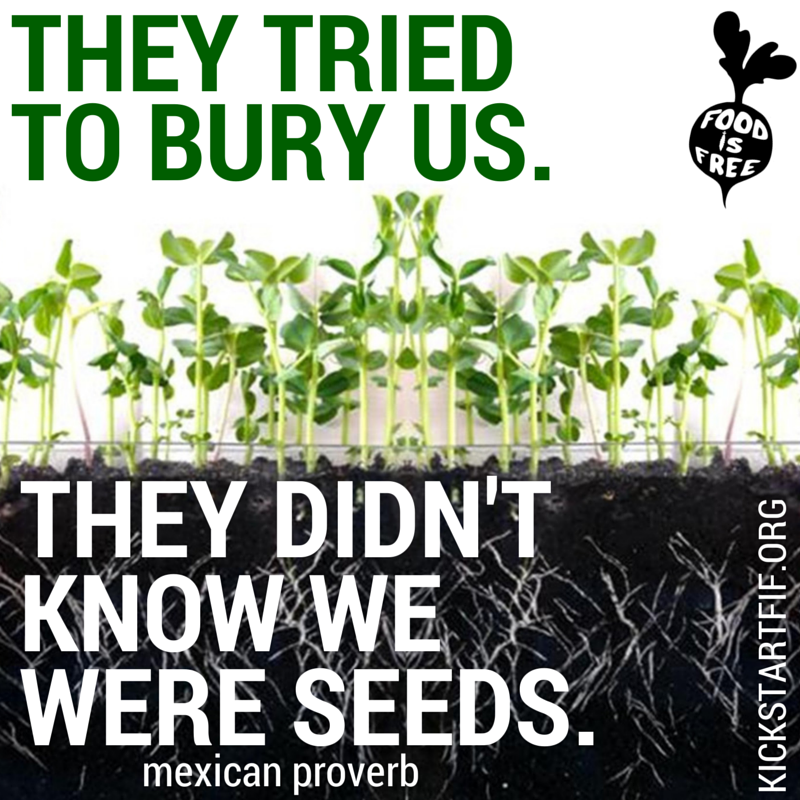 THEY TRIED
TO BURY US.
FOOD
iS
FREE
THEY DIDN'T
KNOW WE
WERE SEEDS.
mexican proverb
KICKSTARTFIF.ORG